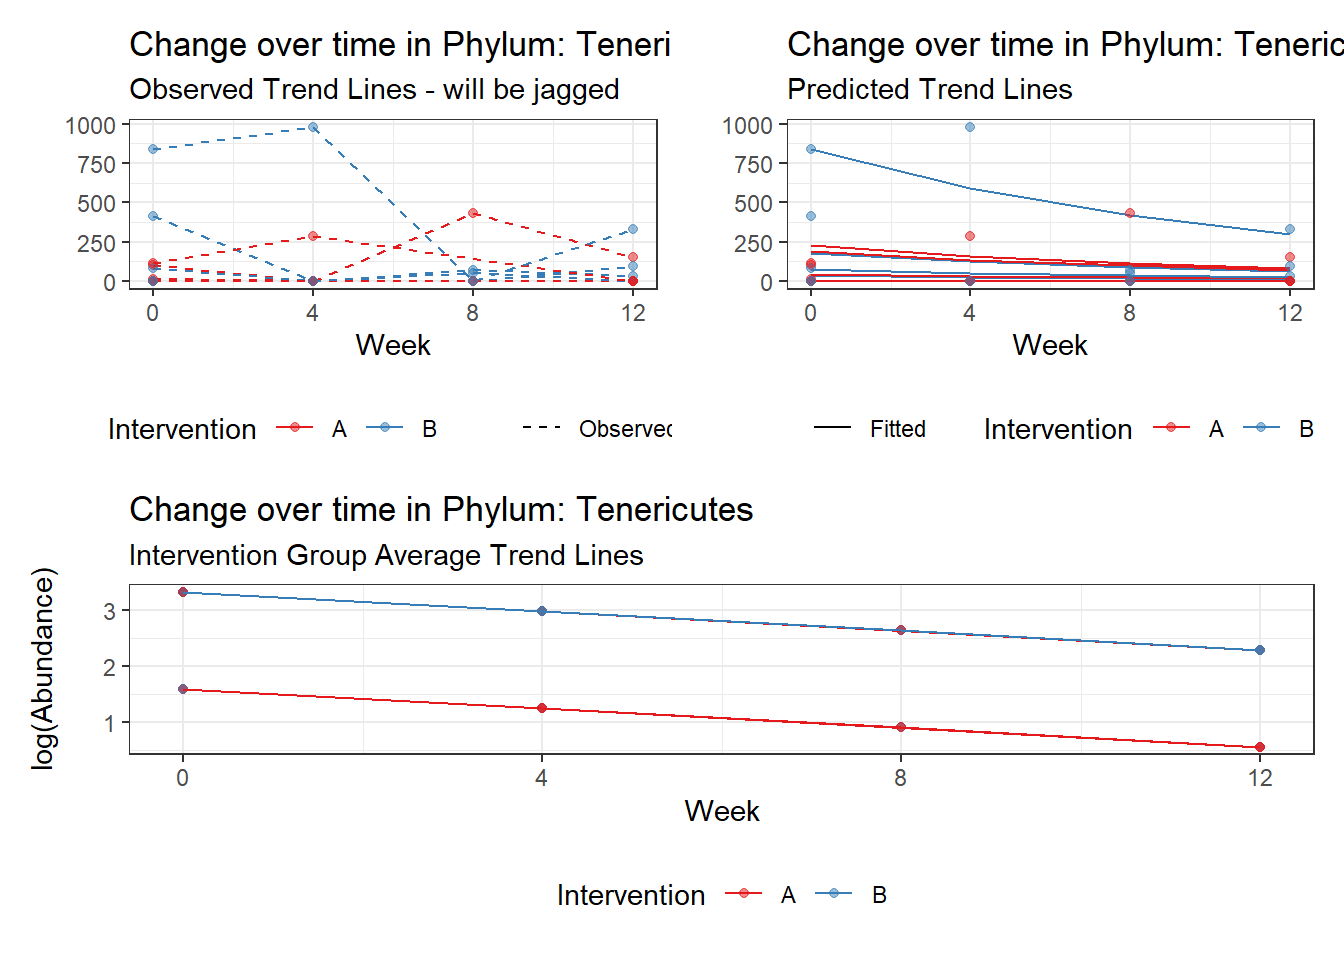 Change over time in Phylum: Teneri
Observed Trend Lines - will be jagged
1000
750
500
250
0
0 4 8 12
Week
Intervention A B Observed
Change over time in Phylum: Teneric
Predicted Trend Lines
1000
750
500
250
0
0 4 8 12
Week
Fitted Intervention A B
Change over time in Phylum: Tenericutes
Intervention Group Average Trend Lines
log(Abundance)
3
2
1
0 4 8 12
Week
Intervention A B